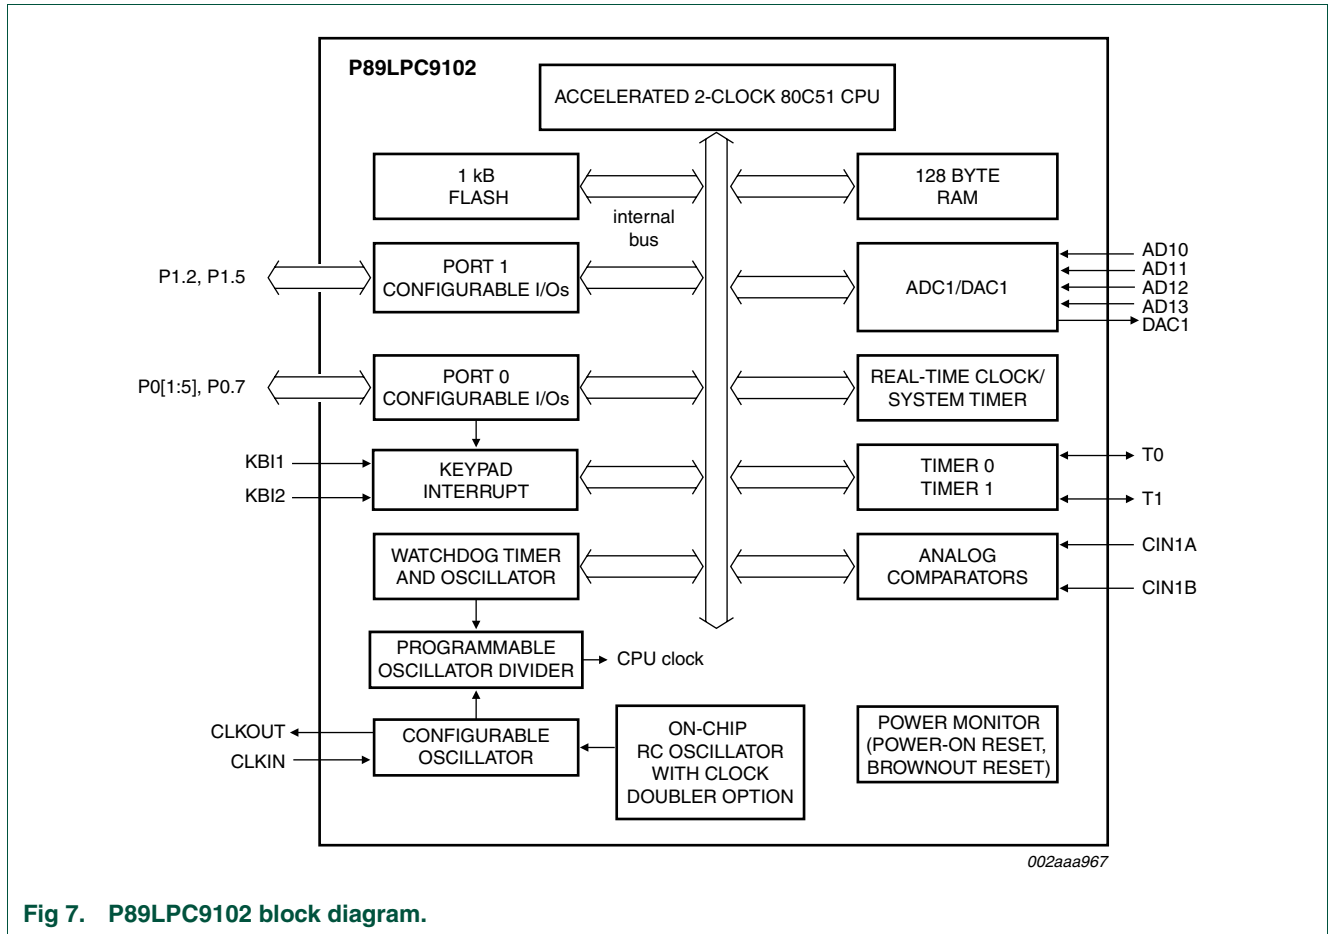 P89LPC9102
ACCELERATED 2-CLOCK 80C51 CPU
1 kB
FLASH
128 BYTE
RAM
internal
bus
P1.2, P1.5
PORT 1
CONFIGURABLE I/Os
ADC1/DAC1
AD10
AD11
AD12
AD13
DAC1
P0[1:5], P0.7
PORT 0
CONFIGURABLE I/Os
REAL-TIME CLOCK/
SYSTEM TIMER
KBI1
KBI2
KEYPAD
INTERRUPT
TIMER 0
TIMER 1
T0
T1
WATCHDOG TIMER
AND OSCILLATOR
ANALOG
COMPARATORS
CIN1A
CIN1B
PROGRAMMABLE
OSCILLATOR DIVIDER
CPU clock
CLKOUT
CLKIN
CONFIGURABLE
OSCILLATOR
ON-CHIP
RC OSCILLATOR
WITH CLOCK
DOUBLER OPTION
POWER MONITOR
(POWER-ON RESET,
BROWNOUT RESET)
002aaa967
Fig 7. P89LPC9102 block diagram.